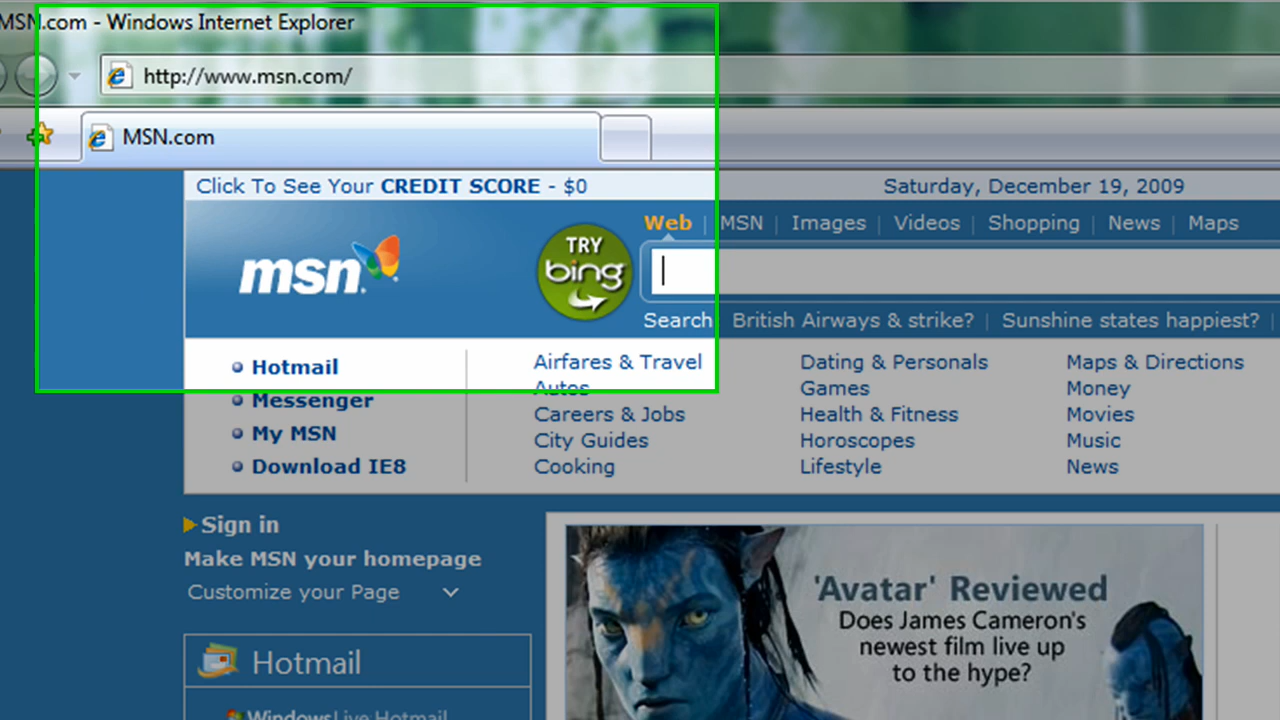 MSN.com - Windows Internet Explorer
http://www.msn.com/
MSN.com
Click To See Your CREDIT SCORE - $0
Saturday, December 19, 2009
Web | MSN | Images | Videos | Shopping | News | Maps
msn.
TRY
bing
Search
British Airways & strike? | Sunshine states happiest? |
Hotmail
Messenger
My MSN
Download IE8
Airfares & Travel
Autos
Careers & Jobs
City Guides
Cooking
Dating & Personals
Games
Health & Fitness
Horoscopes
Lifestyle
Maps & Directions
Money
Movies
Music
News
Sign in
Make MSN your homepage
Customize your Page
Hotmail
WindowsLive Hotmail
'Avatar' Reviewed
Does James Cameron's
newest film live up
to the hype?